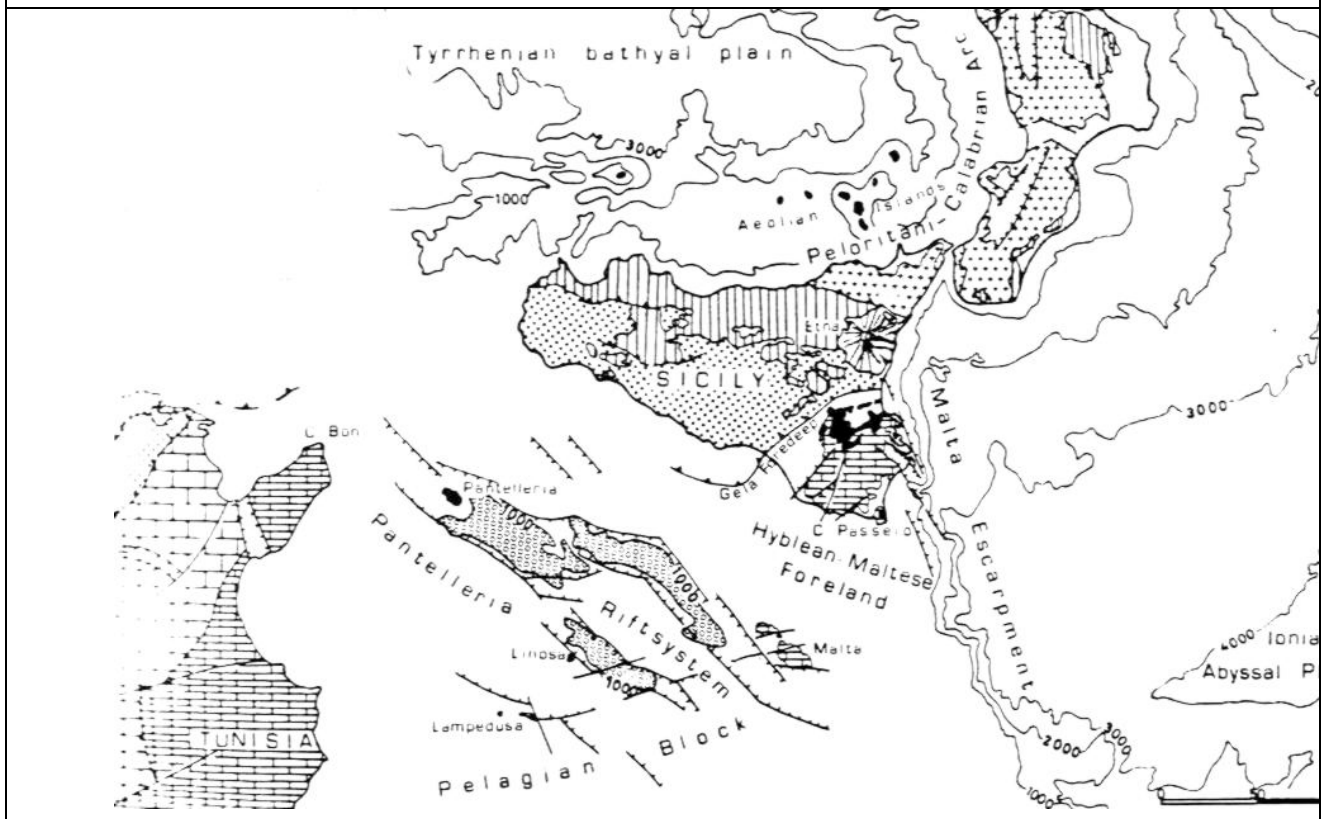 Tyrrhenian bathyal plain
3000
1000
Aeolian Islands
Peloritani-Calabrian Arc
Etna
SICILY
Malta Escarpment
3000
C Bon
Gela Foredeep
Pantelleria
1000
1000
C Passero
Hyblean-Maltese
Foreland
Pantelleria Riftsystem
Linosa
1000
Malta
Lampedusa
Pelagian Block
TUNISIA
4000
Ionia
Abyssal P
3000
2000
1000